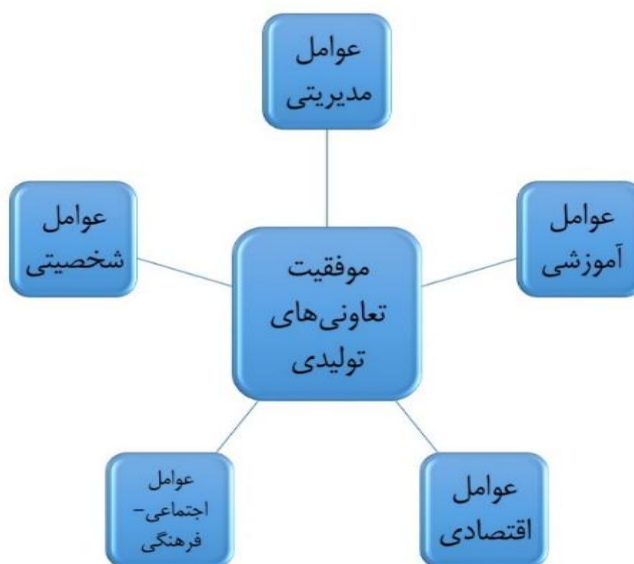 عوامل
مدیریتی
عوامل
آموزشی
عوامل
شخصیتی
موفقیت
تعاونی‌های
تولیدی
عوامل
اقتصادی
عوامل
اجتماعی-
فرهنگی